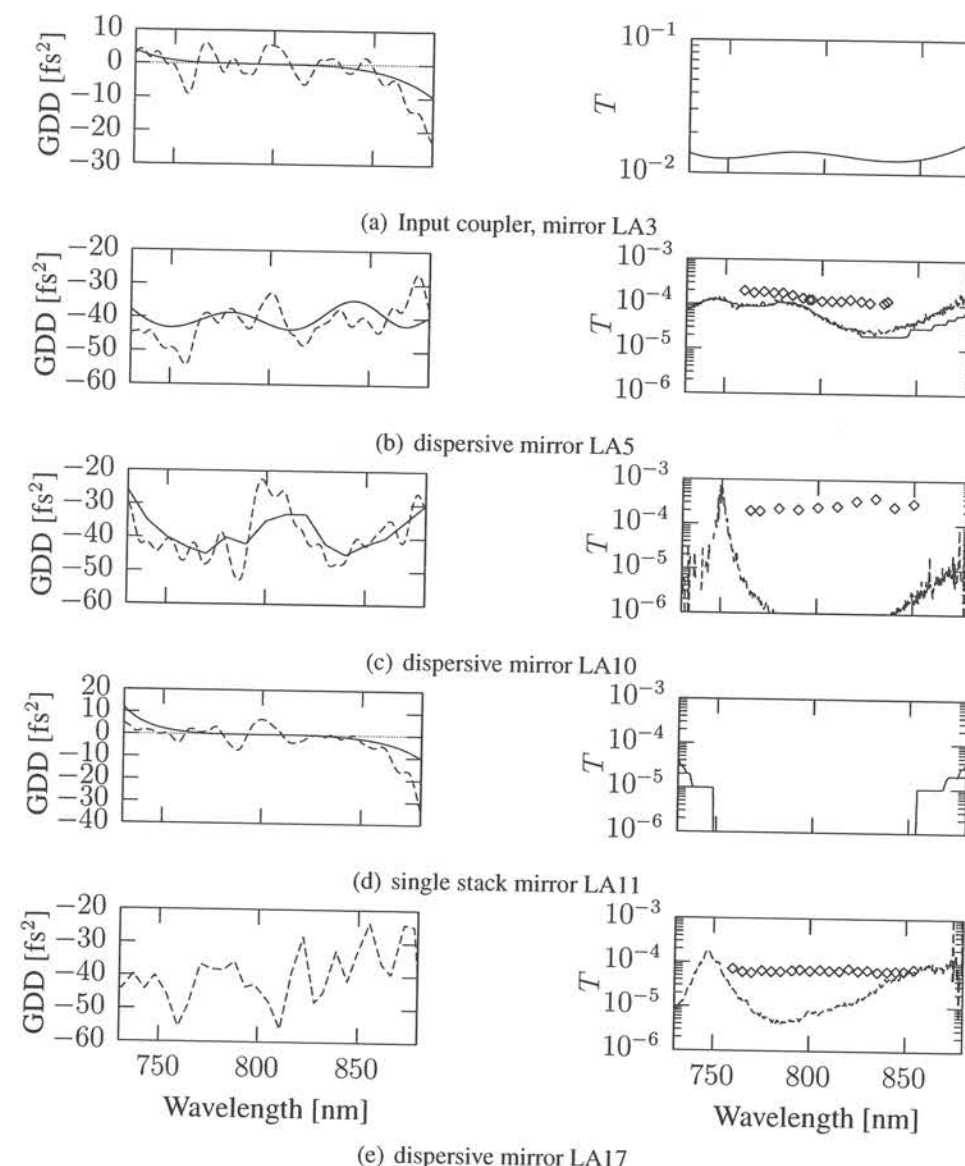 GDD [fs²]
10
0
−10
−20
−30
T
10⁻¹
10⁻²
(a) Input coupler, mirror LA3
GDD [fs²]
−20
−30
−40
−50
−60
T
10⁻³
10⁻⁴
10⁻⁵
10⁻⁶
(b) dispersive mirror LA5
GDD [fs²]
−20
−30
−40
−50
−60
T
10⁻³
10⁻⁴
10⁻⁵
10⁻⁶
(c) dispersive mirror LA10
GDD [fs²]
20
10
0
−10
−20
−30
−40
T
10⁻³
10⁻⁴
10⁻⁵
10⁻⁶
(d) single stack mirror LA11
GDD [fs²]
−20
−30
−40
−50
−60
750 800 850
Wavelength [nm]
T
10⁻³
10⁻⁴
10⁻⁵
10⁻⁶
750 800 850
Wavelength [nm]
(e) dispersive mirror LA17